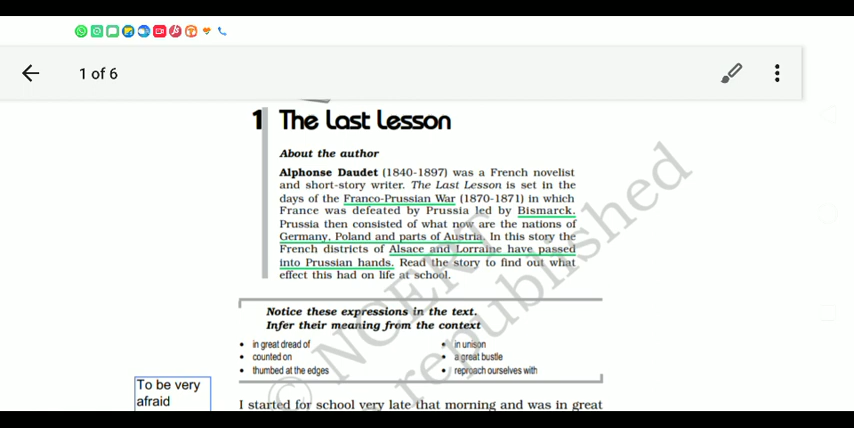 1 of 6
1 The Last Lesson
About the author
Alphonse Daudet (1840-1897) was a French novelist
and short-story writer. The Last Lesson is set in the
days of the Franco-Prussian War (1870-1871) in which
France was defeated by Prussia led by Bismarck.
Prussia then consisted of what now are the nations of
Germany, Poland and parts of Austria. In this story the
French districts of Alsace and Lorraine have passed
into Prussian hands. Read the story to find out what
effect this had on life at school.
Notice these expressions in the text.
Infer their meaning from the context
• in great dread of
• counted on
• thumbed at the edges
• in unison
• a great bustle
• reproach ourselves with
To be very
afraid
I started for school very late that morning and was in great
© NCERT
republished